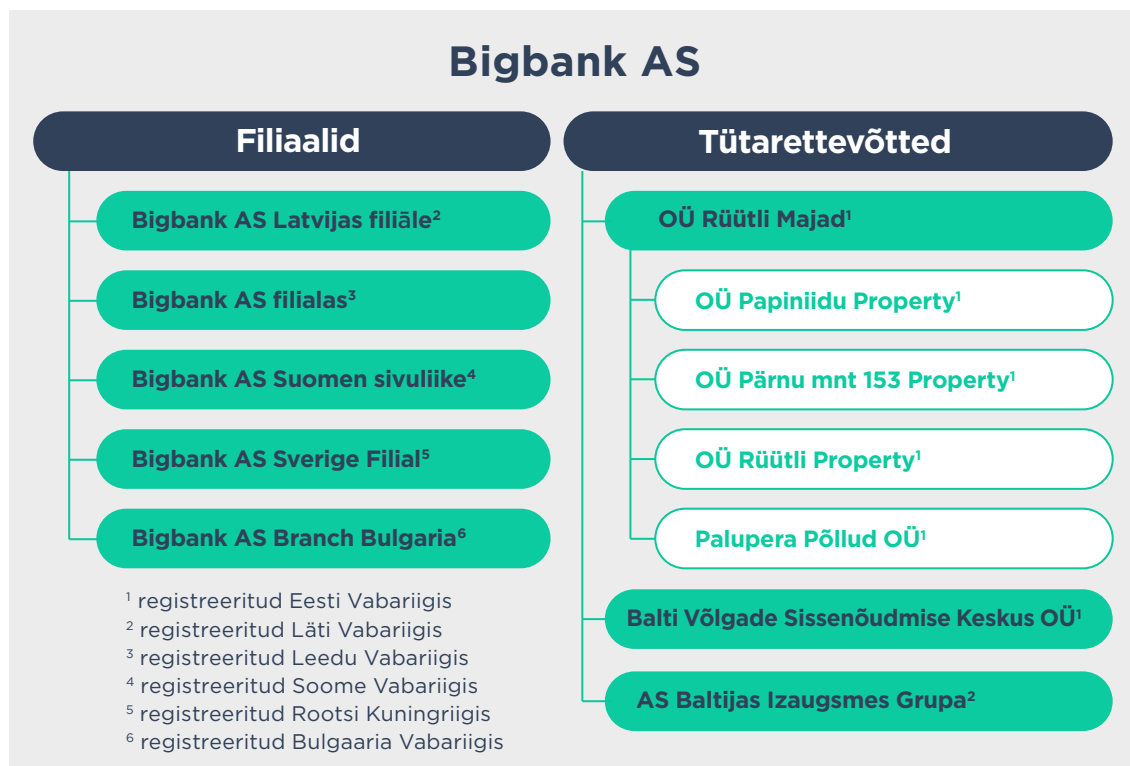 Bigbank AS
Filiaalid
Bigbank AS Latvijas filiāle²
Bigbank AS filialas³
Bigbank AS Suomen sivuliike⁴
Bigbank AS Sverige Filial⁵
Bigbank AS Branch Bulgaria⁶
¹ registreeritud Eesti Vabariigis
² registreeritud Läti Vabariigis
³ registreeritud Leedu Vabariigis
⁴ registreeritud Soome Vabariigis
⁵ registreeritud Rootsi Kuningriigis
⁶ registreeritud Bulgaaria Vabariigis
Tütarettevõtted
OÜ Rüütli Majad¹
OÜ Papiniidu Property¹
OÜ Pärnu mnt 153 Property¹
OÜ Rüütli Property¹
Palupera Põllud OÜ¹
Balti Võlgade Sissenõudmise Keskus OÜ¹
AS Baltijas Izaugsmes Grupa²